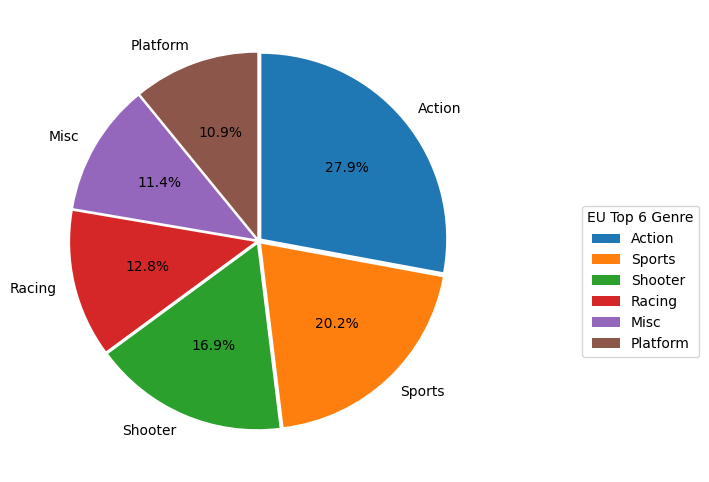 Platform
Action
Misc
10.9%
27.9%
11.4%
EU Top 6 Genre
Action
Sports
Shooter
Racing
Misc
Platform
Racing
12.8%
20.2%
16.9%
Sports
Shooter